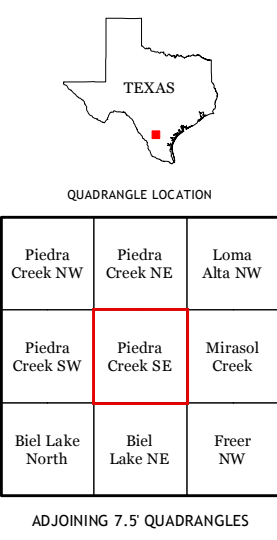 TEXAS
QUADRANGLE LOCATION
Piedra
Creek NW
Piedra
Creek NE
Loma
Alta NW
Piedra
Creek SW
Piedra
Creek SE
Mirasol
Creek
Biel Lake
North
Biel
Lake NE
Freer
NW
ADJOINING 7.5' QUADRANGLES